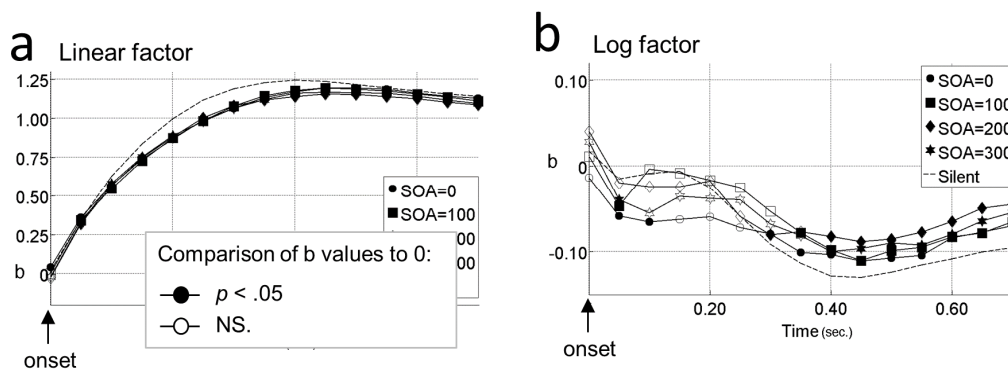 a
Linear factor
1.25
1.00
0.75
0.50
0.25
b
0
SOA=0
SOA=100
00
00
Comparison of b values to 0:
p < .05
NS.
onset
b
Log factor
0.10
b
0
-0.10
SOA=0
SOA=100
SOA=200
SOA=300
Silent
0.20
0.40
0.60
Time (sec.)
onset